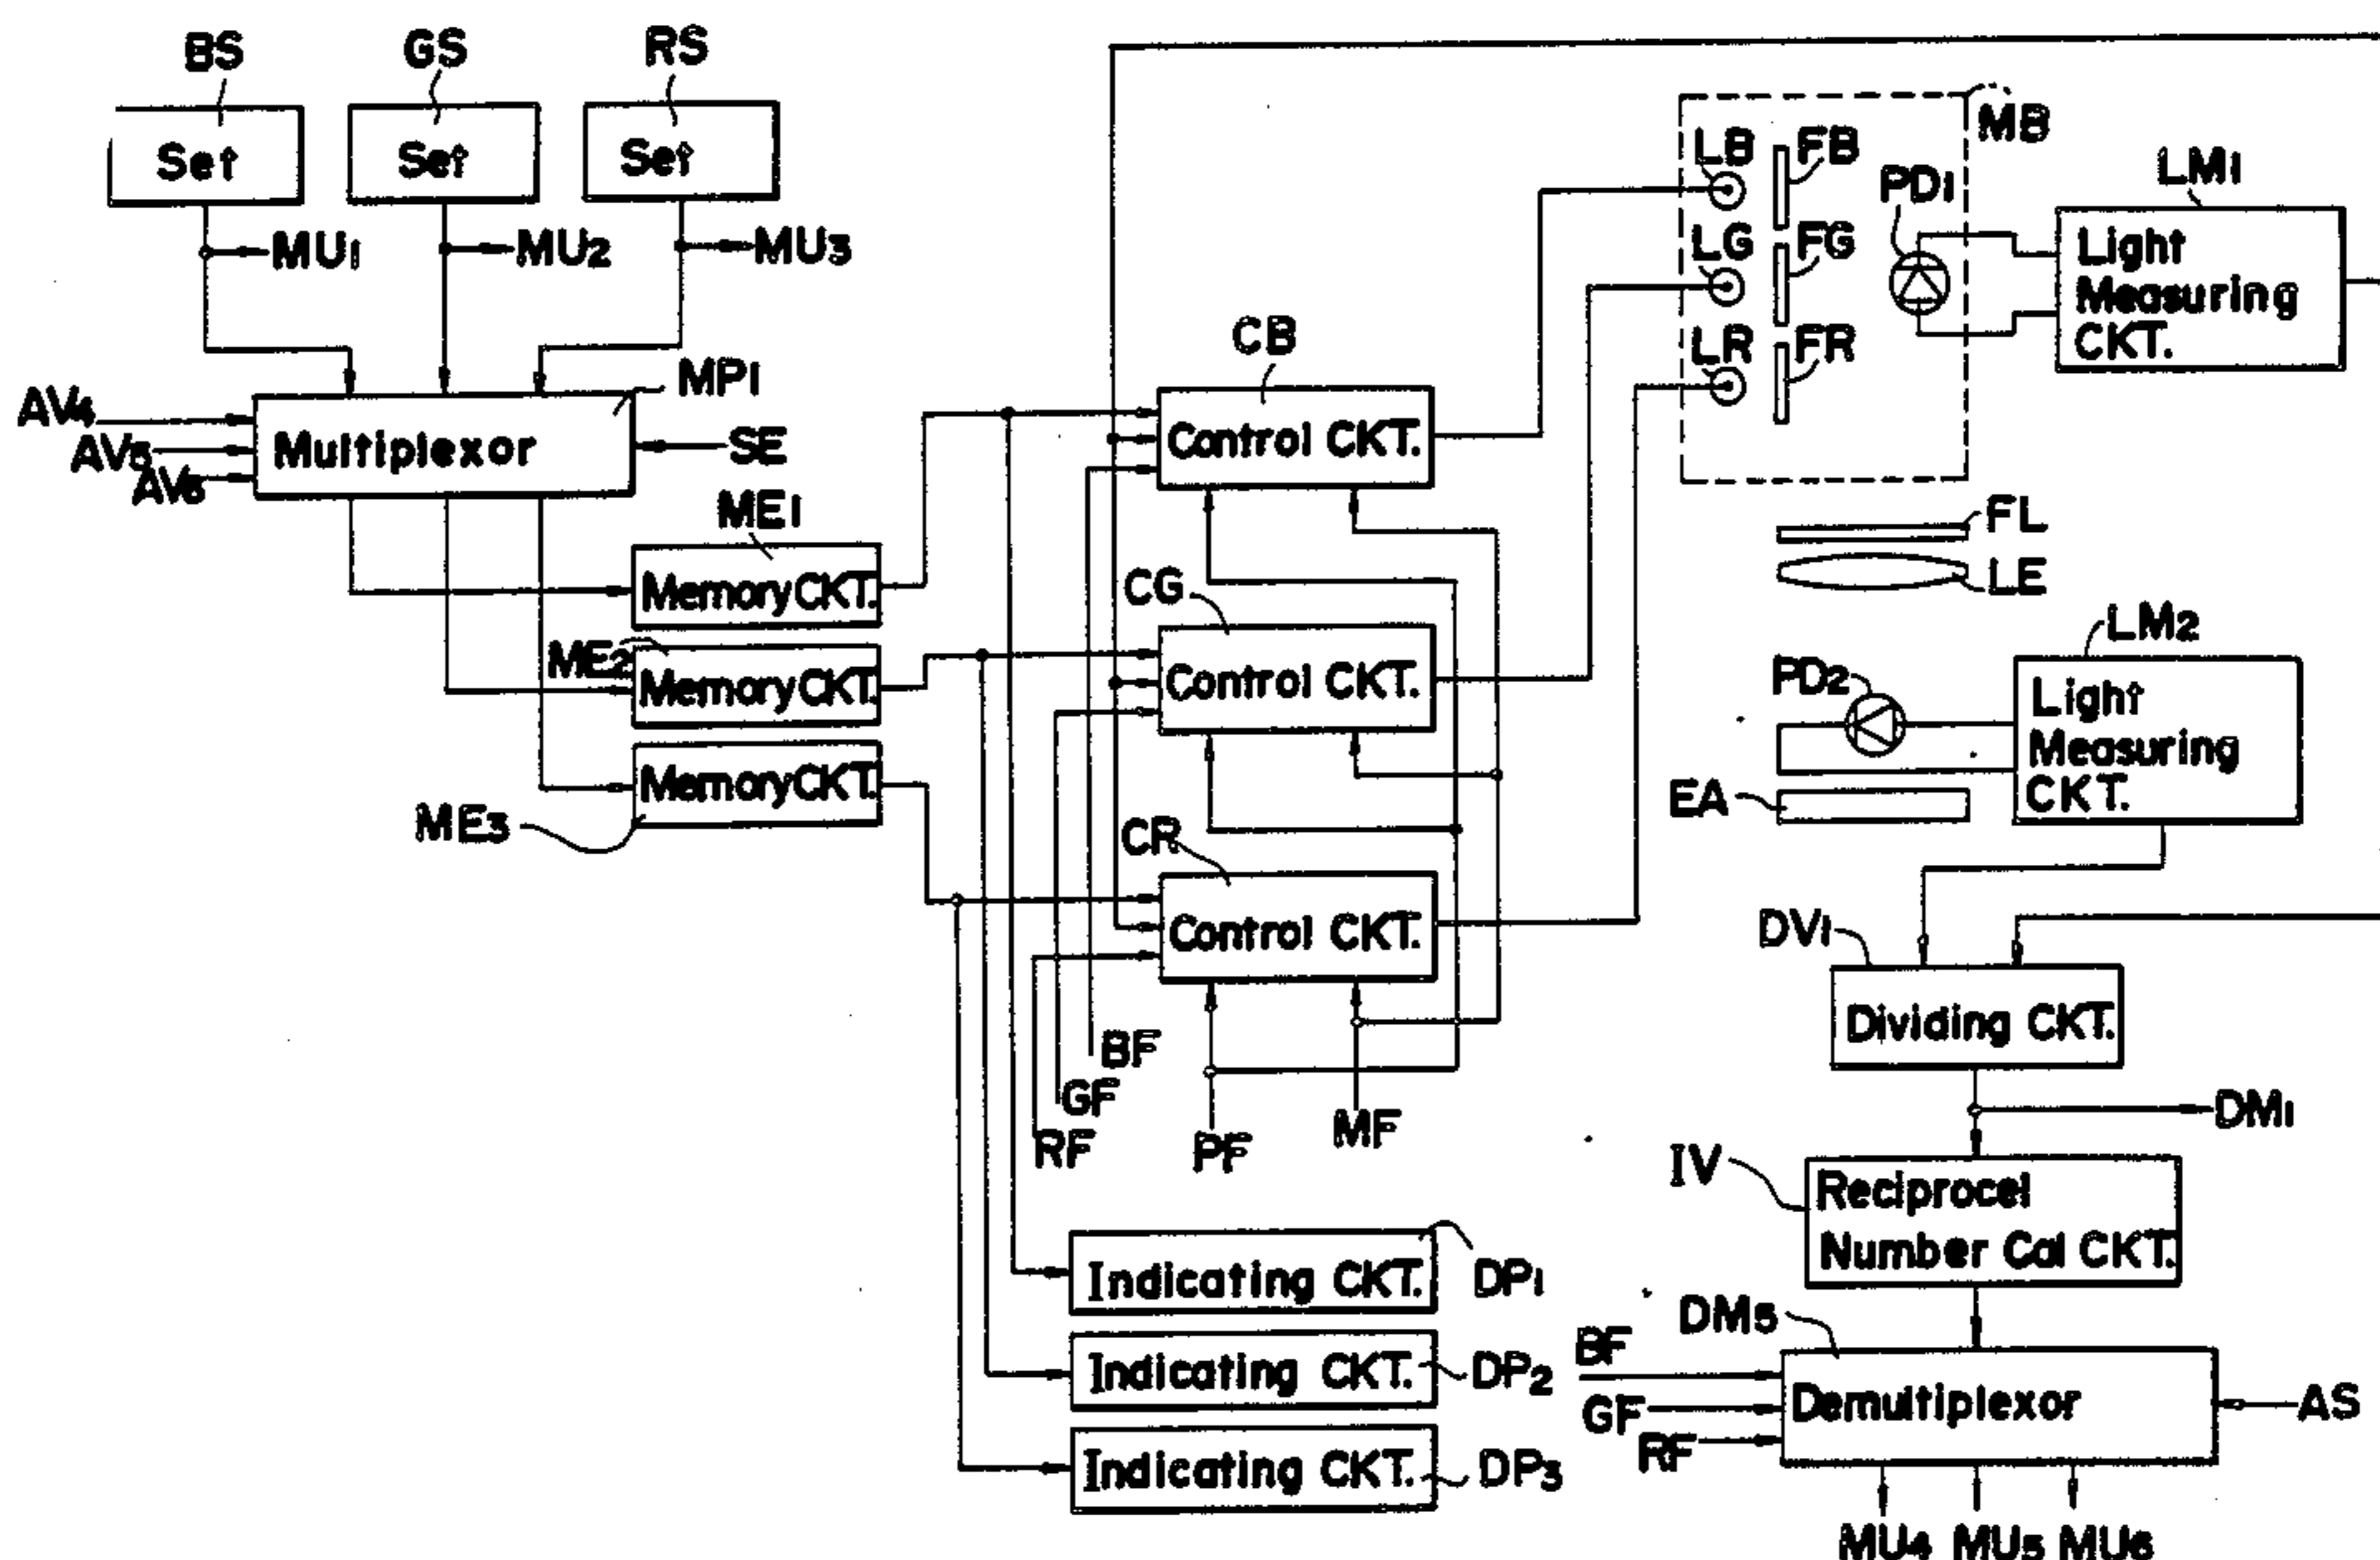 BS
GS
RS
Set
Set
Set
MU1
MU2
MU3
MP1
AV4
AV5
AV6
Multiplexor
SE
ME1
Memory CKT.
ME2
Memory CKT.
ME3
Memory CKT.
CB
Control CKT.
CG
Control CKT.
CR
Control CKT.
BF
GF
RF
PF
MF
Indicating CKT.
DP1
Indicating CKT.
DP2
Indicating CKT.
DP3
MB
LB
FB
LG
FG
LR
FR
PD1
LM1
Light
Measuring
CKT.
FL
LE
LM2
PD2
Light
Measuring
CKT.
EA
DV1
Dividing CKT.
DM1
IV
Reciprocel
Number Cal CKT.
DM5
BF
GF
RF
Demultiplexor
AS
MU4 MU5 MU6